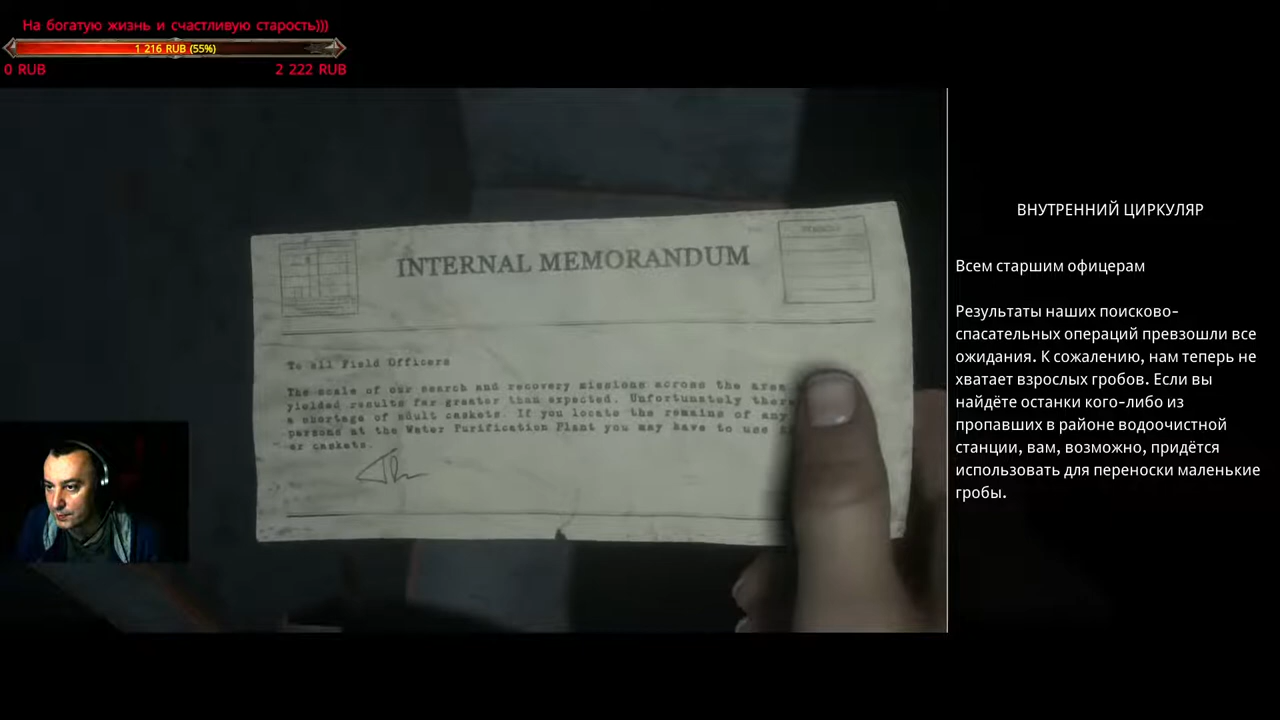 На богатую жизнь и счастливую старость)))
1 216 RUB (55%)
0 RUB
2 222 RUB
INTERNAL MEMORANDUM
To all Field Officers
The scale of our search and recovery missions across the area
yielded results far greater than expected. Unfortunately
a shortage of adult caskets. If you locate the remains of any
persons at the Water Purification Plant you may have to use
or caskets.
ВНУТРЕННИЙ ЦИРКУЛЯР
Всем старшим офицерам
Результаты наших поисково-
спасательных операций превзошли все
ожидания. К сожалению, нам теперь не
хватает взрослых гробов. Если вы
найдёте останки кого-либо из
пропавших в районе водоочистной
станции, вам, возможно, придётся
использовать для переноски маленькие
гробы.